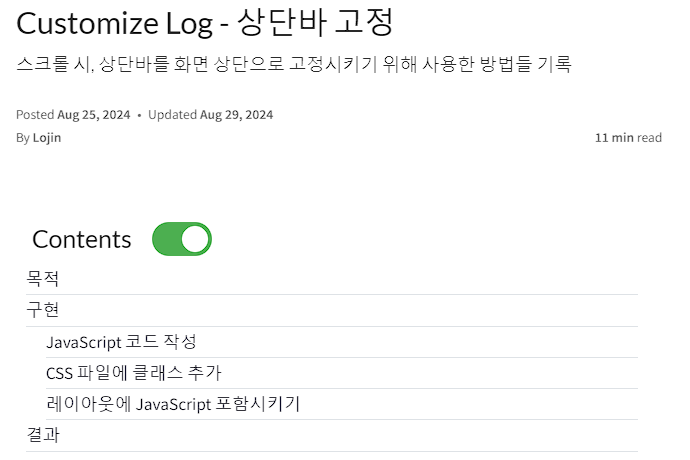 Customize Log - 상단바 고정
스크롤 시, 상단바를 화면 상단으로 고정시키기 위해 사용한 방법들 기록
Posted Aug 25, 2024 • Updated Aug 29, 2024
By Lojin 11 min read
Contents
목적
구현
JavaScript 코드 작성
CSS 파일에 클래스 추가
레이아웃에 JavaScript 포함시키기
결과